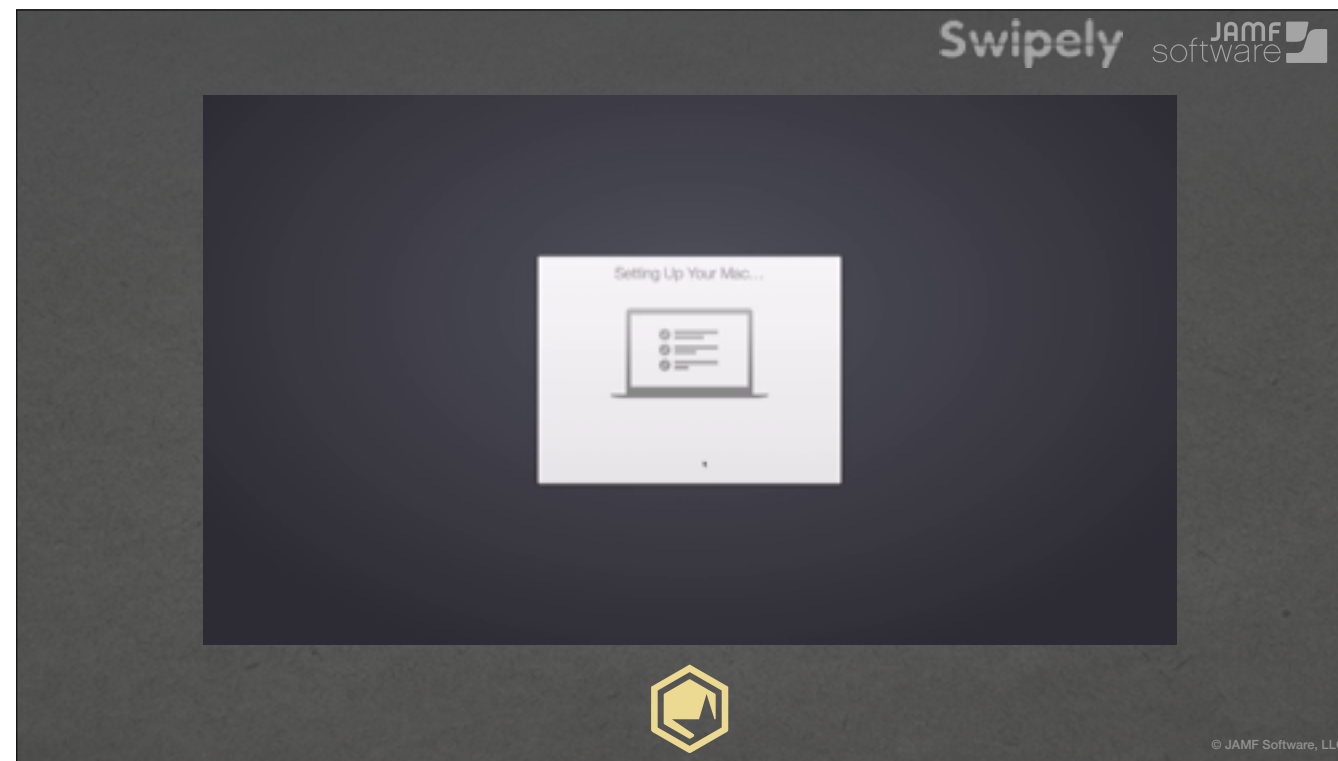 Swipely
JAMF
software
Setting Up Your Mac...
© JAMF Software, LL